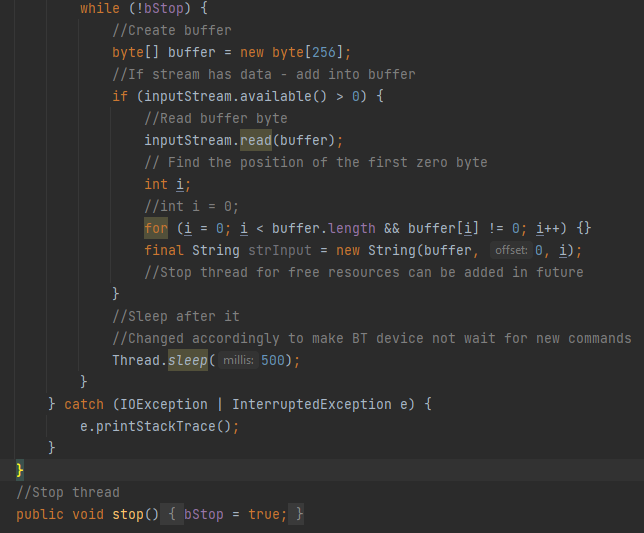 while (!bStop) {
//Create buffer
byte[] buffer = new byte[256];
//If stream has data - add into buffer
if (inputStream.available() > 0) {
//Read buffer byte
inputStream.read(buffer);
// Find the position of the first zero byte
int i;
//int i = 0;
for (i = 0; i < buffer.length && buffer[i] != 0; i++) {}
final String strInput = new String(buffer, offset: 0, i);
//Stop thread for free resources can be added in future
}
//Sleep after it
//Changed accordingly to make BT device not wait for new commands
Thread.sleep( millis: 500);
}
} catch (IOException | InterruptedException e) {
e.printStackTrace();
}
}
//Stop thread
public void stop() { bStop = true; }